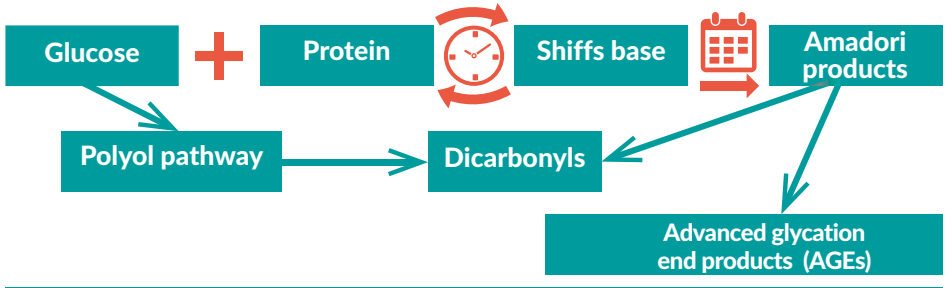 Glucose
Protein
Shiffs base
Amadori
products
Polyol pathway
Dicarbonyls
Advanced glycation
end products (AGEs)